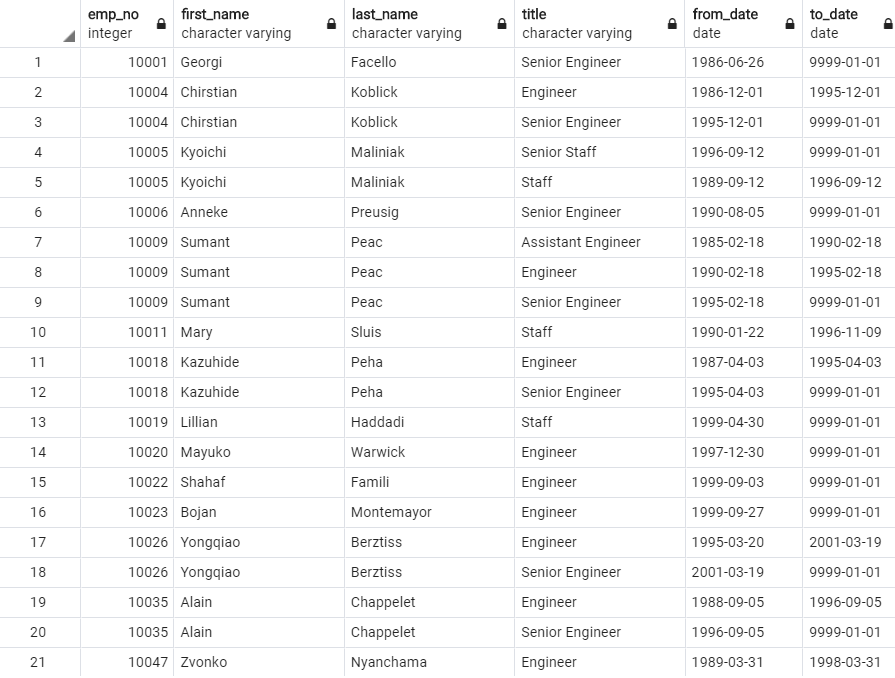 emp_no first_name last_name title from_date to_date
integer character varying character varying character varying date date
1 10001 Georgi Facello Senior Engineer 1986-06-26 9999-01-01
2 10004 Chirstian Koblick Engineer 1986-12-01 1995-12-01
3 10004 Chirstian Koblick Senior Engineer 1995-12-01 9999-01-01
4 10005 Kyoichi Maliniak Senior Staff 1996-09-12 9999-01-01
5 10005 Kyoichi Maliniak Staff 1989-09-12 1996-09-12
6 10006 Anneke Preusig Senior Engineer 1990-08-05 9999-01-01
7 10009 Sumant Peac Assistant Engineer 1985-02-18 1990-02-18
8 10009 Sumant Peac Engineer 1990-02-18 1995-02-18
9 10009 Sumant Peac Senior Engineer 1995-02-18 9999-01-01
10 10011 Mary Sluis Staff 1990-01-22 1996-11-09
11 10018 Kazuhide Peha Engineer 1987-04-03 1995-04-03
12 10018 Kazuhide Peha Senior Engineer 1995-04-03 9999-01-01
13 10019 Lillian Haddadi Staff 1999-04-30 9999-01-01
14 10020 Mayuko Warwick Engineer 1997-12-30 9999-01-01
15 10022 Shahaf Famili Engineer 1999-09-03 9999-01-01
16 10023 Bojan Montemayor Engineer 1999-09-27 9999-01-01
17 10026 Yongqiao Berztiss Engineer 1995-03-20 2001-03-19
18 10026 Yongqiao Berztiss Senior Engineer 2001-03-19 9999-01-01
19 10035 Alain Chappelet Engineer 1988-09-05 1996-09-05
20 10035 Alain Chappelet Senior Engineer 1996-09-05 9999-01-01
21 10047 Zvonko Nyanchama Engineer 1989-03-31 1998-03-31